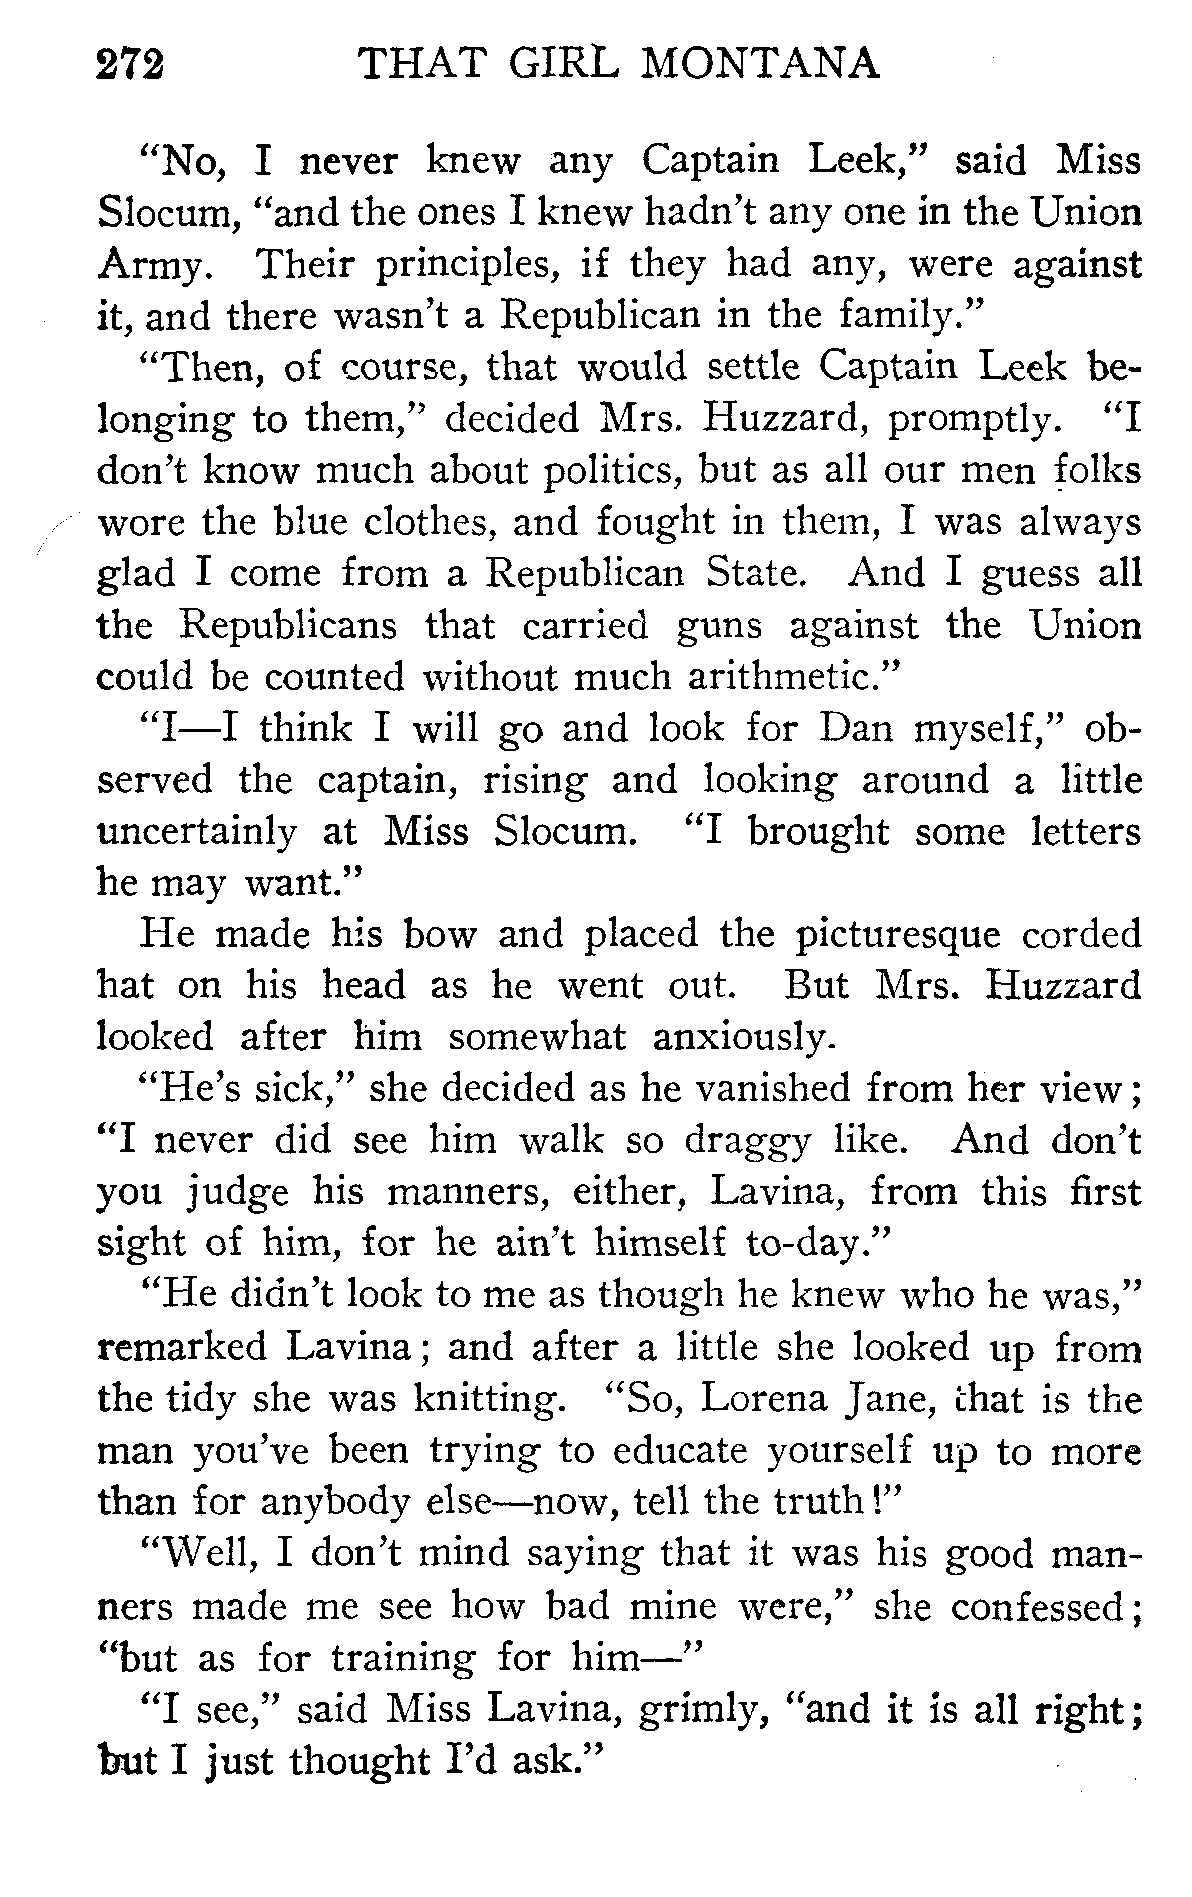 272 THAT GIRL MONTANA
“No, I never knew any Captain Leek,” said Miss
Slocum, “and the ones I knew hadn’t any one in the Union
Army. Their principles, if they had any, were against
it, and there wasn’t a Republican in the family.”
“Then, of course, that would settle Captain Leek be-
longing to them,” decided Mrs. Huzzard, promptly. “I
don’t know much about politics, but as all our men folks
wore the blue clothes, and fought in them, I was always
glad I come from a Republican State. And I guess all
the Republicans that carried guns against the Union
could be counted without much arithmetic.”
“I—I think I will go and look for Dan myself,” ob-
served the captain, rising and looking around a little
uncertainly at Miss Slocum. “I brought some letters
he may want.”
He made his bow and placed the picturesque corded
hat on his head as he went out. But Mrs. Huzzard
looked after him somewhat anxiously.
“He’s sick,” she decided as he vanished from her view;
“I never did see him walk so draggy like. And don’t
you judge his manners, either, Lavina, from this first
sight of him, for he ain’t himself to-day.”
“He didn’t look to me as though he knew who he was,”
remarked Lavina; and after a little she looked up from
the tidy she was knitting. “So, Lorena Jane, that is the
man you’ve been trying to educate yourself up to more
than for anybody else—now, tell the truth!”
“Well, I don’t mind saying that it was his good man-
ners made me see how bad mine were,” she confessed;
“but as for training for him—”
“I see,” said Miss Lavina, grimly, “and it is all right;
but I just thought I’d ask.”